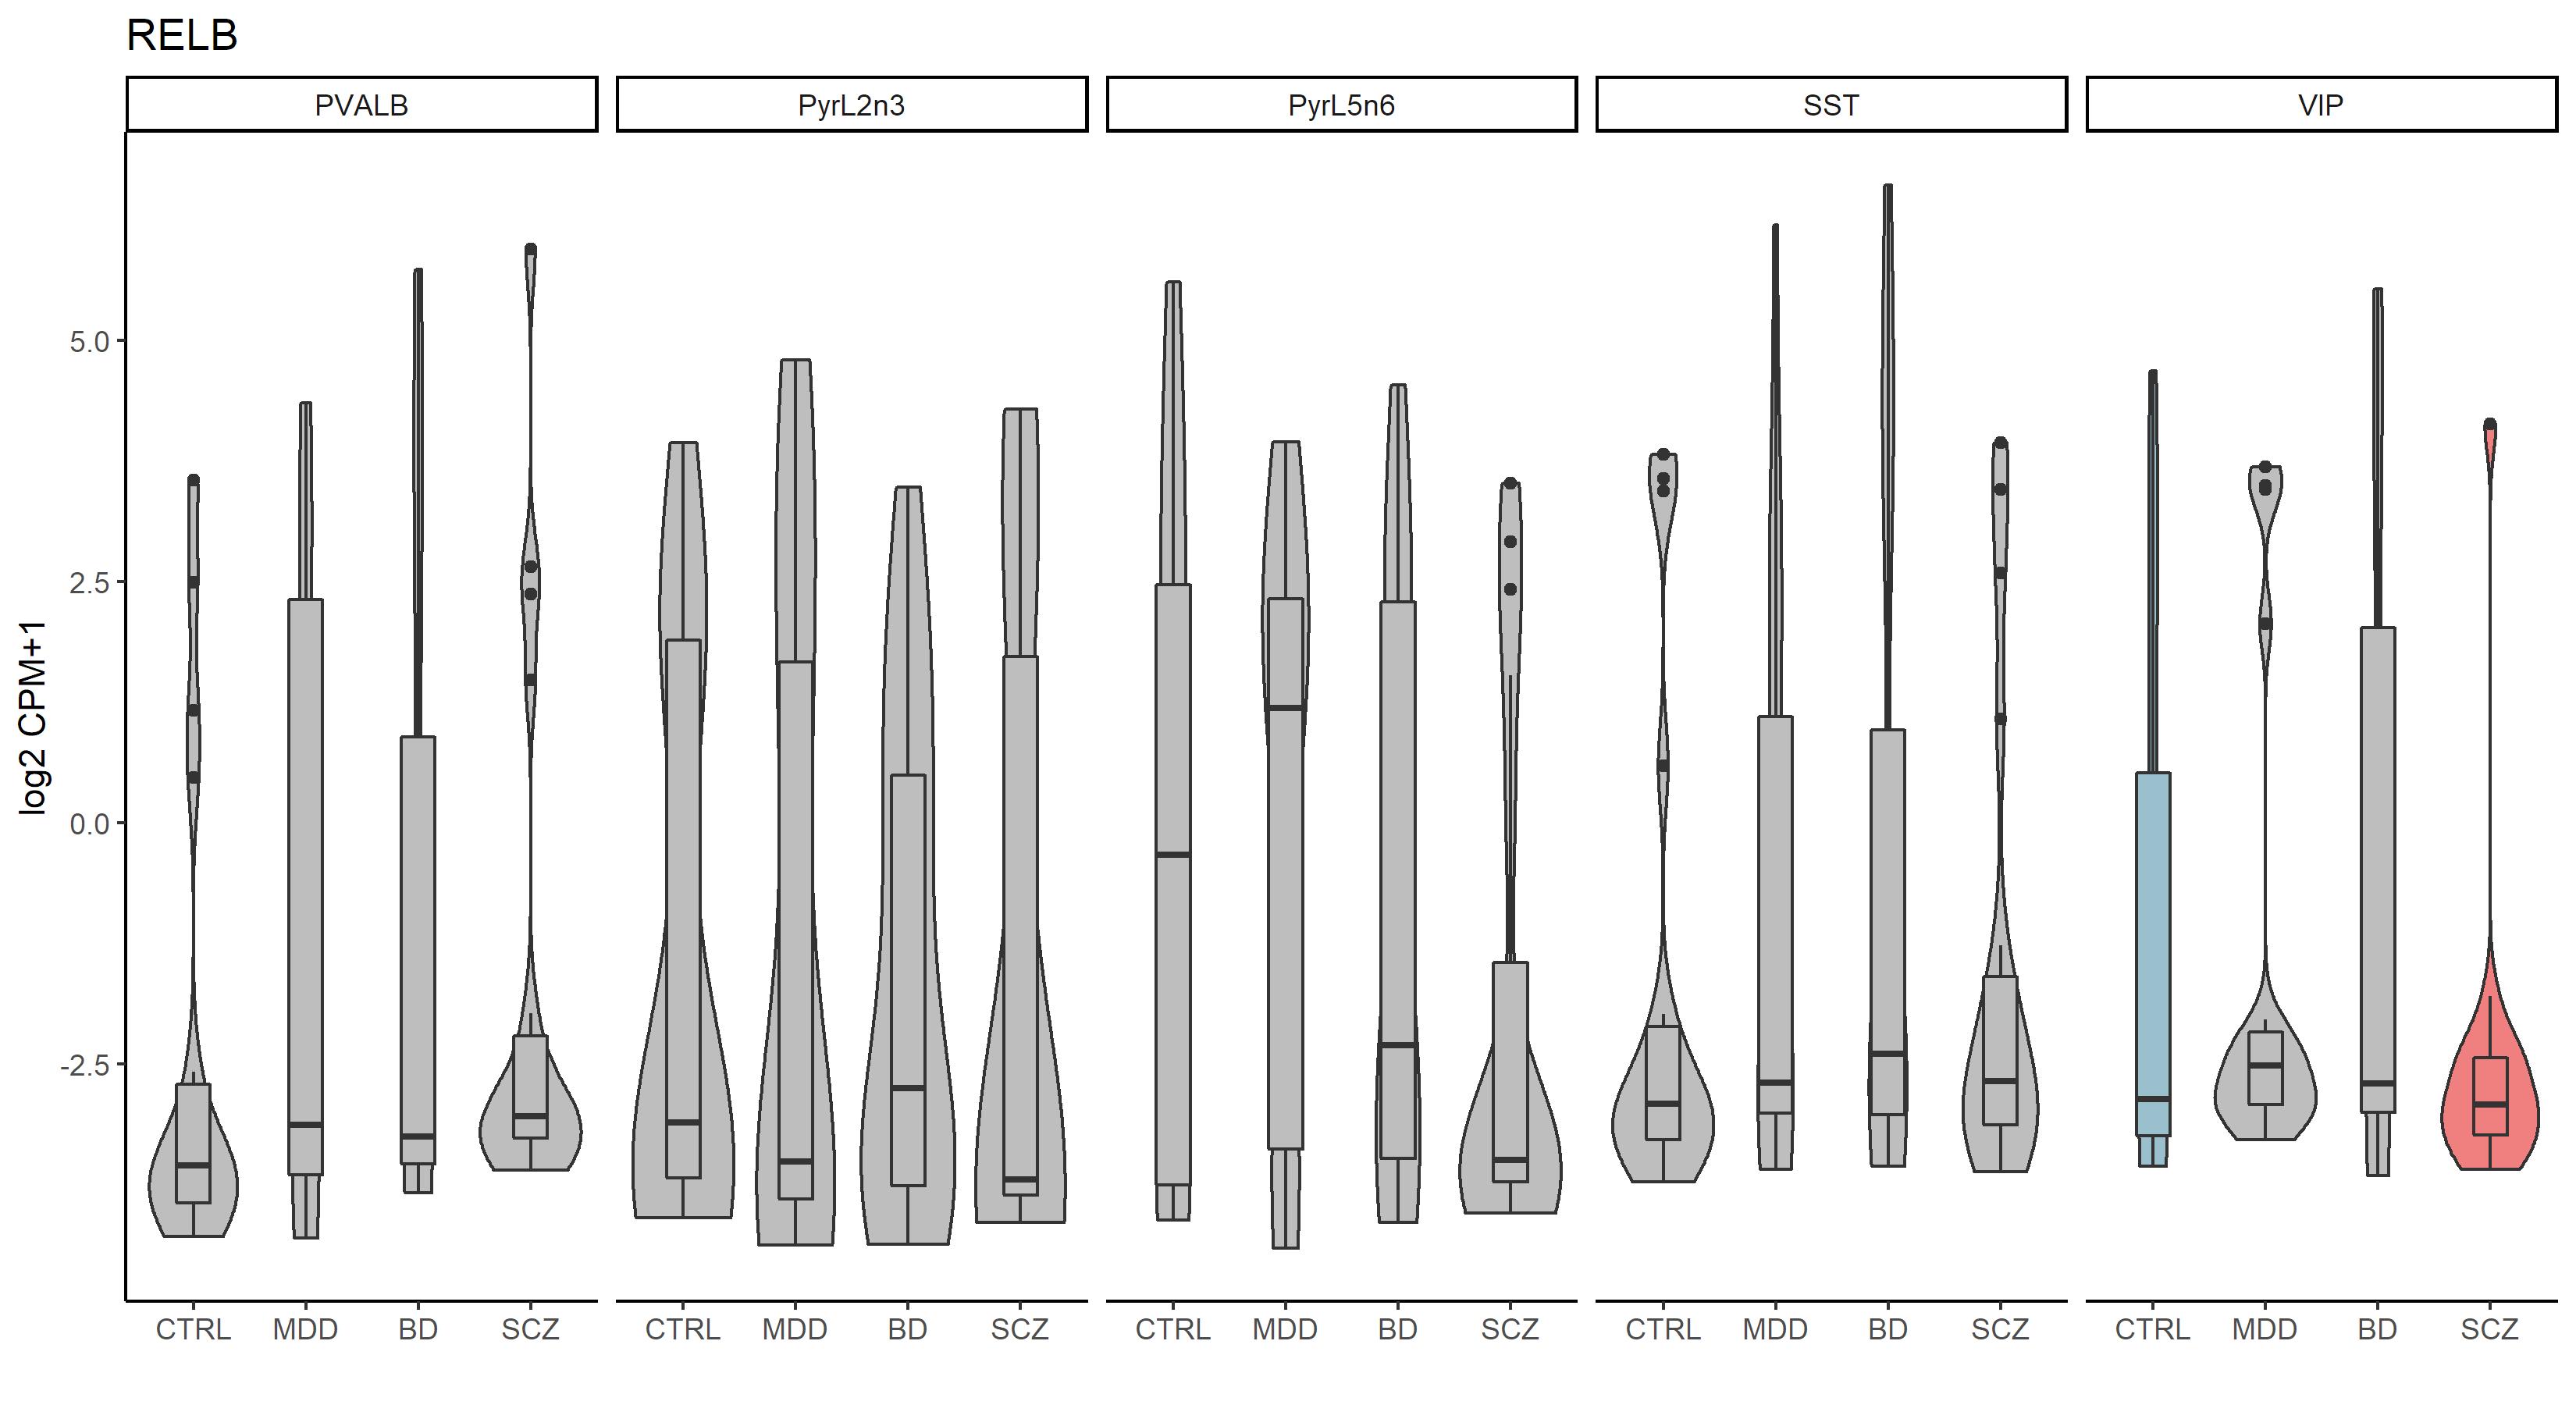 RELB
PVALB PyrL2n3 PyrL5n6 SST VIP
log2 CPM+1
5.0
2.5
0.0
-2.5
CTRL MDD BD SCZ CTRL MDD BD SCZ CTRL MDD BD SCZ CTRL MDD BD SCZ CTRL MDD BD SCZ